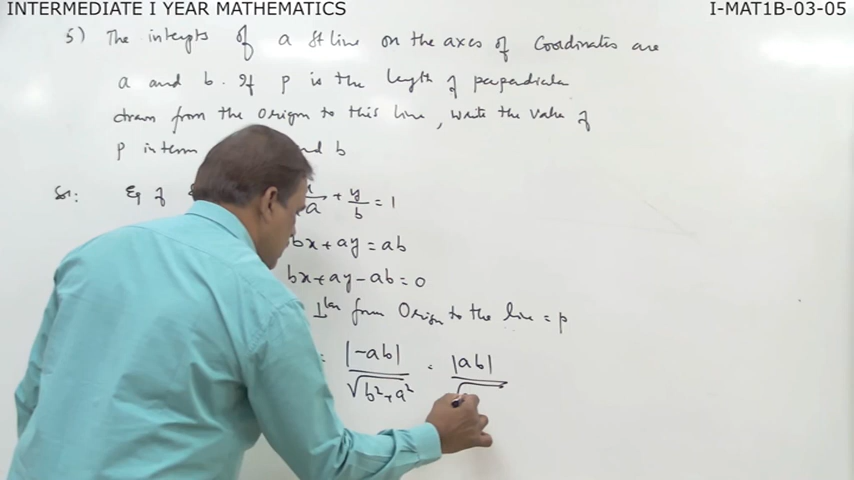 INTERMEDIATE I YEAR MATHEMATICS
I-MAT1B-03-05
5) The intepts of a St line on the axes of Coordinates are
a and b. If p is the length of perpendicular
drawn from the Origin to this line, write the value of
p in term and b
Sol: Eq of x/a + y/b = 1
bx + ay = ab
bx + ay - ab = 0
⊥lar from Origin to the line = p
= |-ab| / √b² + a² = |ab| / √